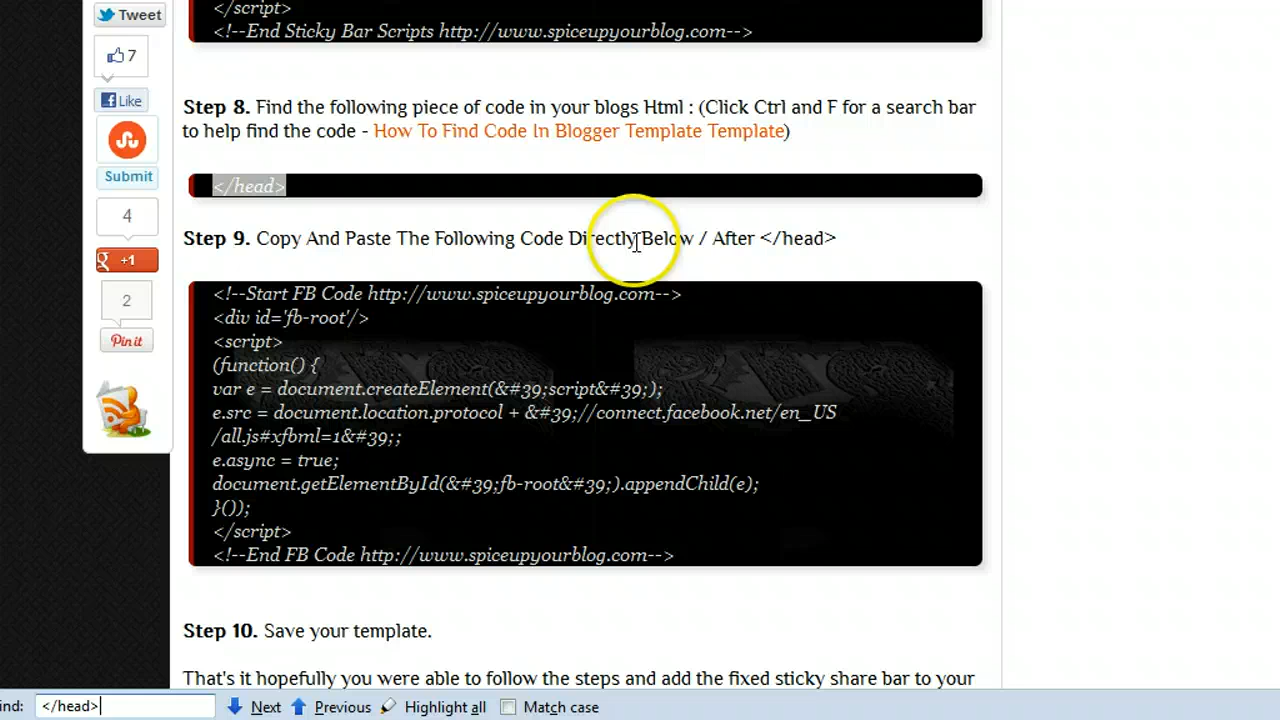 Tweet
</script>
<!--End Sticky Bar Scripts http://www.spiceupyourblog.com-->
7
Like
Step 8. Find the following piece of code in your blogs Html : (Click Ctrl and F for a search bar
to help find the code - How To Find Code In Blogger Template Template)
Submit
</head>
4
Step 9. Copy And Paste The Following Code Directly Below / After </head>
+1
2
Pin it
<!--Start FB Code http://www.spiceupyourblog.com-->
<div id='fb-root'/>
<script>
(function() {
var e = document.createElement(&#39;script&#39;);
e.src = document.location.protocol + &#39;//connect.facebook.net/en_US
/all.js#xfbml=1&#39;;
e.async = true;
document.getElementById(&#39;fb-root&#39;).appendChild(e);
}());
</script>
<!--End FB Code http://www.spiceupyourblog.com-->
Step 10. Save your template.
That's it hopefully you were able to follow the steps and add the fixed sticky share bar to your
ind: </head> Next Previous Highlight all Match case